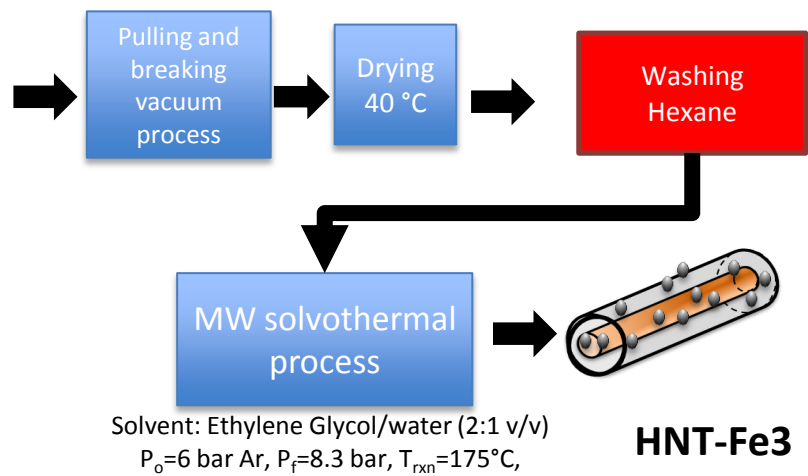 Pulling and
breaking
vacuum
process
Drying
40 °C
Washing
Hexane
MW solvothermal
process
Solvent: Ethylene Glycol/water (2:1 v/v)
Pₒ=6 bar Ar, P_f=8.3 bar, Tᵣₓₙ=175°C,
HNT-Fe3